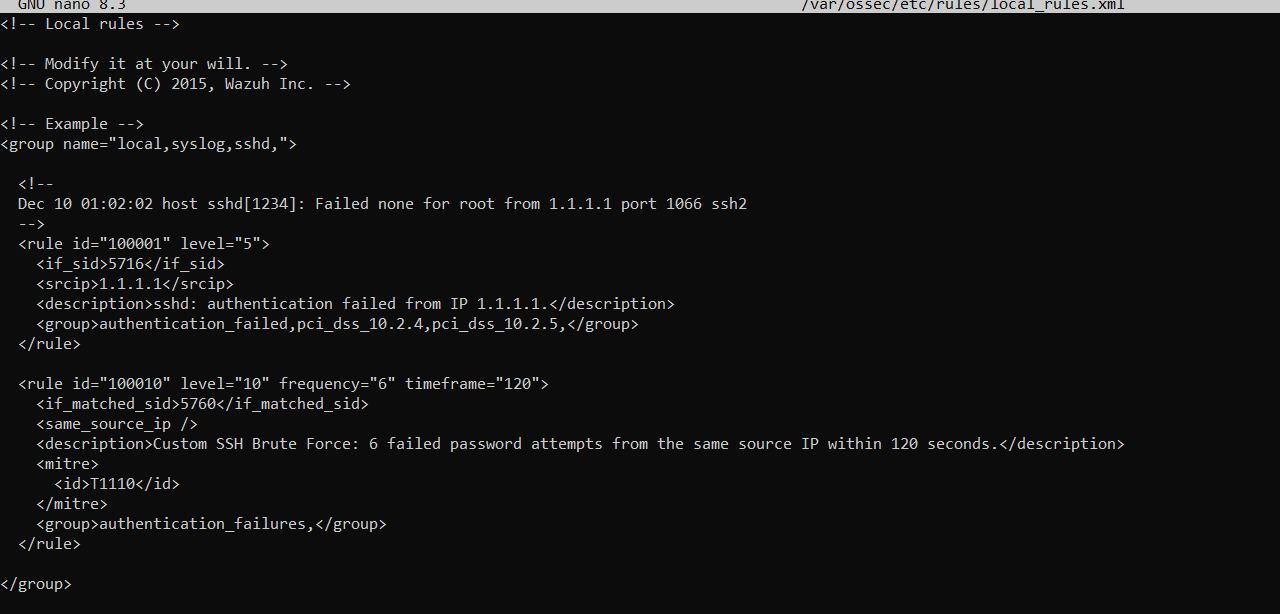 GNU nano 8.3 /var/ossec/etc/rules/local_rules.xml
<!-- Local rules -->
<!-- Modify it at your will. -->
<!-- Copyright (C) 2015, Wazuh Inc. -->
<!-- Example -->
<group name="local,syslog,sshd,">
<!--
Dec 10 01:02:02 host sshd[1234]: Failed none for root from 1.1.1.1 port 1066 ssh2
-->
<rule id="100001" level="5">
<if_sid>5716</if_sid>
<srcip>1.1.1.1</srcip>
<description>sshd: authentication failed from IP 1.1.1.1.</description>
<group>authentication_failed,pci_dss_10.2.4,pci_dss_10.2.5,</group>
</rule>
<rule id="100010" level="10" frequency="6" timeframe="120">
<if_matched_sid>5760</if_matched_sid>
<same_source_ip />
<description>Custom SSH Brute Force: 6 failed password attempts from the same source IP within 120 seconds.</description>
<mitre>
<id>T1110</id>
</mitre>
<group>authentication_failures,</group>
</rule>
</group>